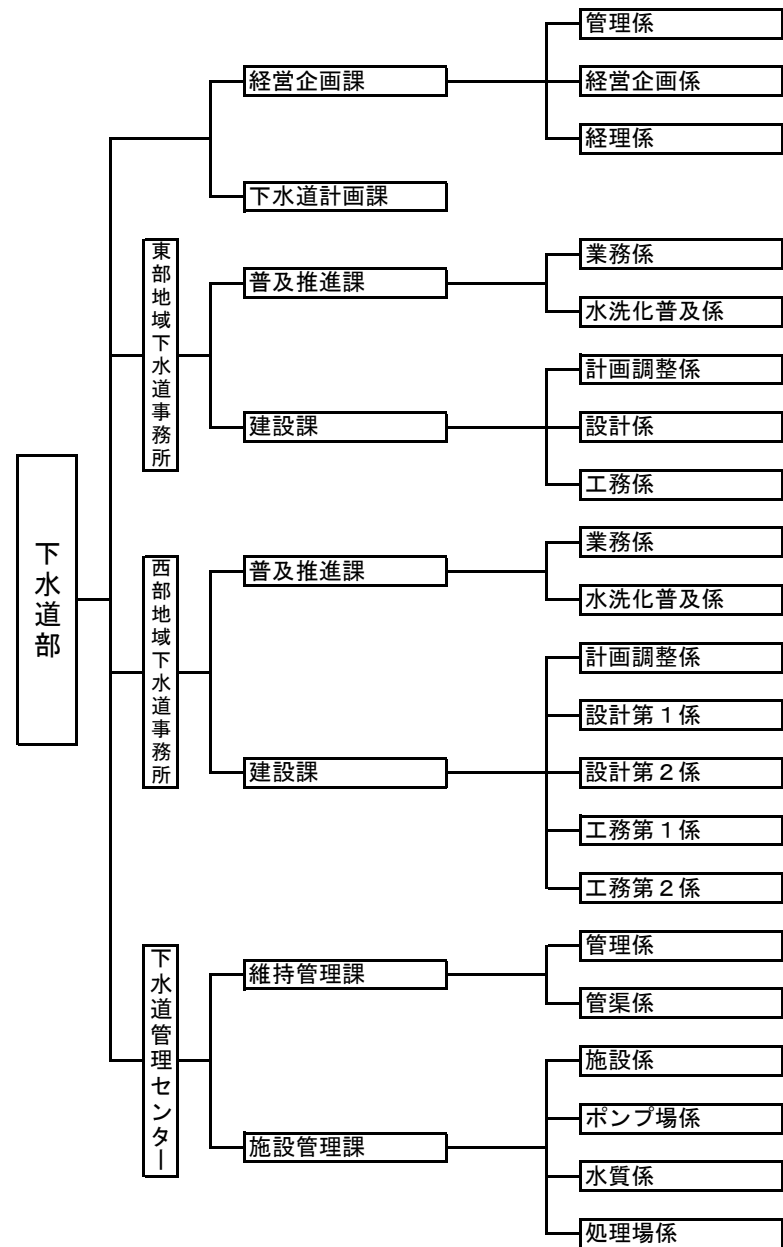 下水道部
経営企画課
管理係
経営企画係
経理係
下水道計画課
東部地域下水道事務所
普及推進課
業務係
水洗化普及係
建設課
計画調整係
設計係
工務係
西部地域下水道事務所
普及推進課
業務係
水洗化普及係
建設課
計画調整係
設計第1係
設計第2係
工務第1係
工務第2係
下水道管理センター
維持管理課
管理係
管渠係
施設管理課
施設係
ポンプ場係
水質係
処理場係